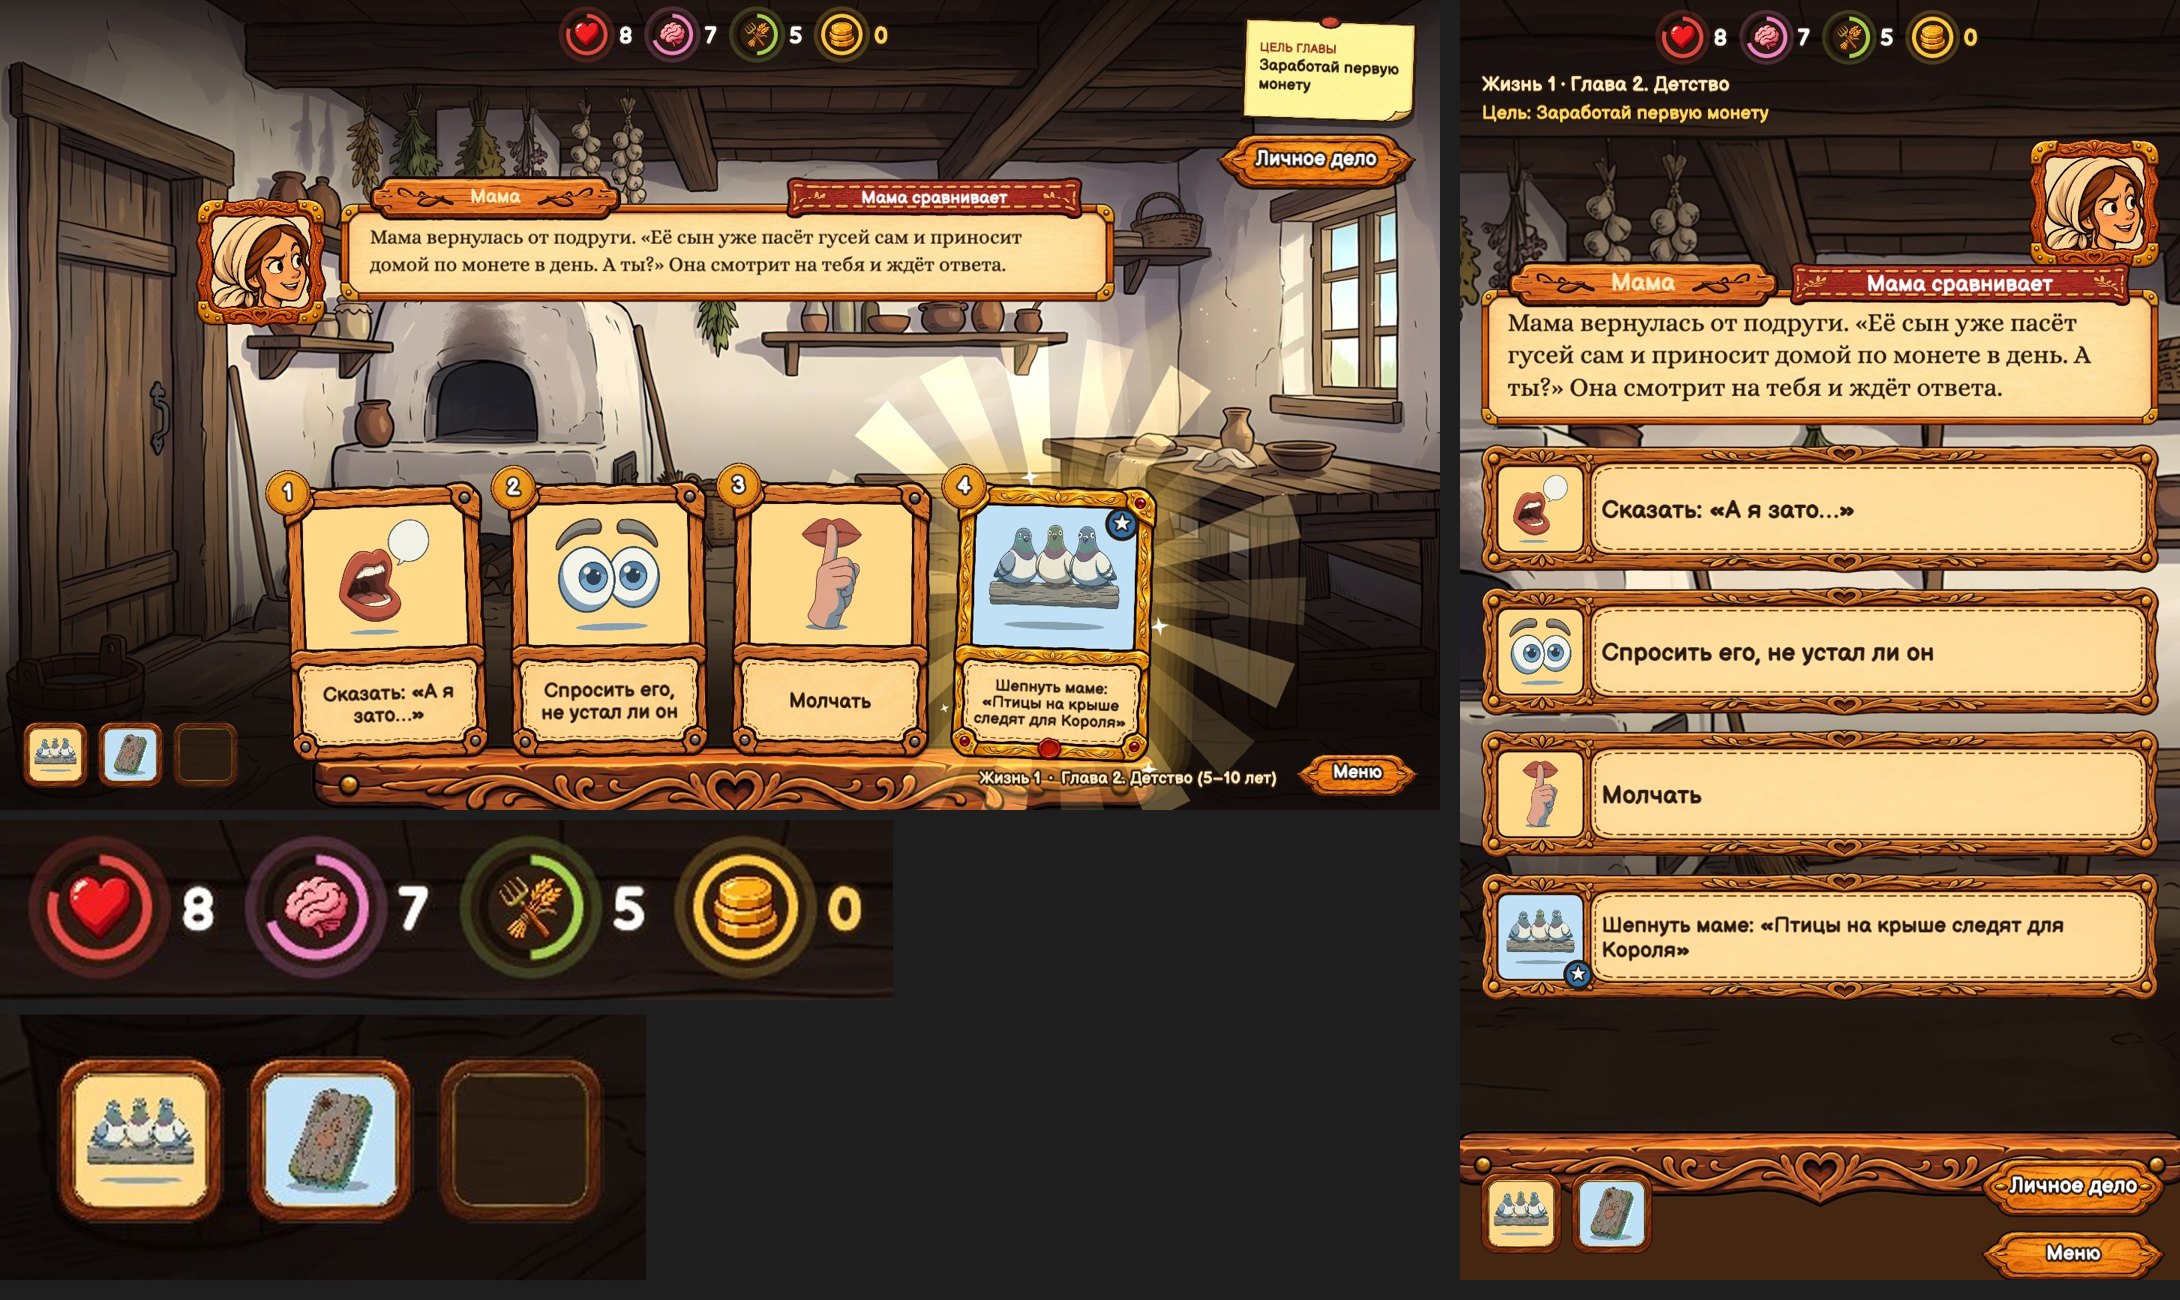 8 7 5 0
ЦЕЛЬ ГЛАВЫ
Заработай первую
монету
Личное дело
Мама
Мама сравнивает
Мама вернулась от подруги. «Её сын уже пасёт гусей сам и приносит
домой по монете в день. А ты?» Она смотрит на тебя и ждёт ответа.
1
Сказать: «А я
зато...»
2
Спросить его,
не устал ли он
3
Молчать
4
Шепнуть маме:
«Птицы на крыше
следят для Короля»
Жизнь 1 · Глава 2. Детство (5–10 лет)
Меню
8 7 5 0
8 7 5 0
Жизнь 1 · Глава 2. Детство
Цель: Заработай первую монету
Мама
Мама сравнивает
Мама вернулась от подруги. «Её сын уже пасёт
гусей сам и приносит домой по монете в день. А
ты?» Она смотрит на тебя и ждёт ответа.
Сказать: «А я зато...»
Спросить его, не устал ли он
Молчать
Шепнуть маме: «Птицы на крыше следят для
Короля»
Личное дело
Меню